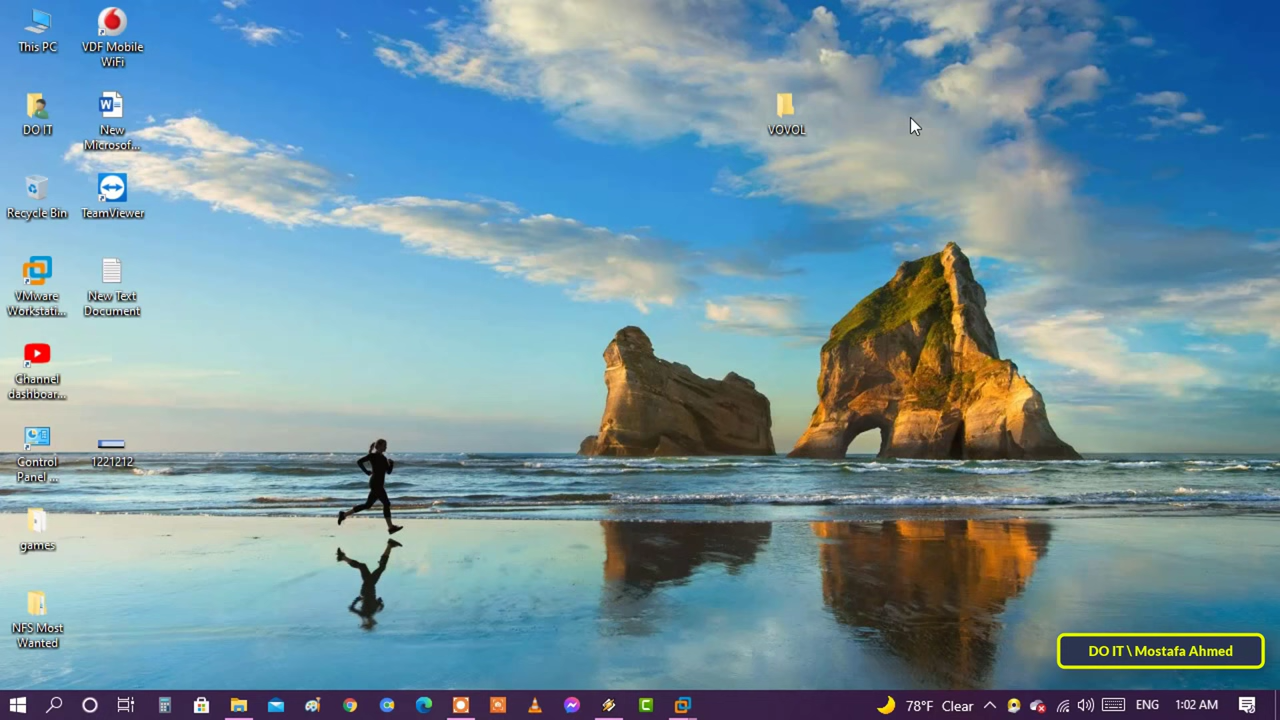 This PC
VDF Mobile
WiFi
DO IT
New
Microsof...
Recycle Bin
TeamViewer
VMware
Workstati...
New Text
Document
Channel
dashboar...
Control
Panel ...
1221212
games
NFS Most
Wanted
VOVOL
DO IT \ Mostafa Ahmed
78°F Clear
ENG
1:02 AM